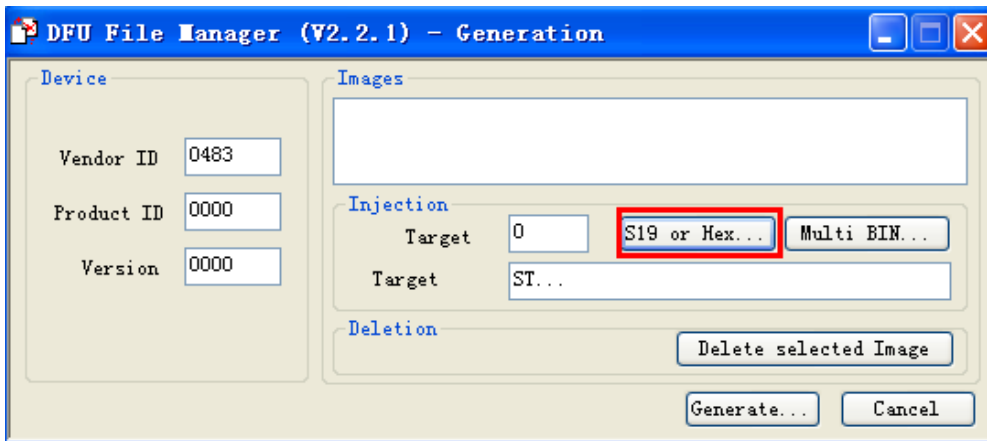 DFU File Manager (V2.2.1) - Generation
Device
Vendor ID 0483
Product ID 0000
Version 0000
Images
Injection
Target 0 S19 or Hex... Multi BIN...
Target ST...
Deletion
Delete selected Image
Generate... Cancel